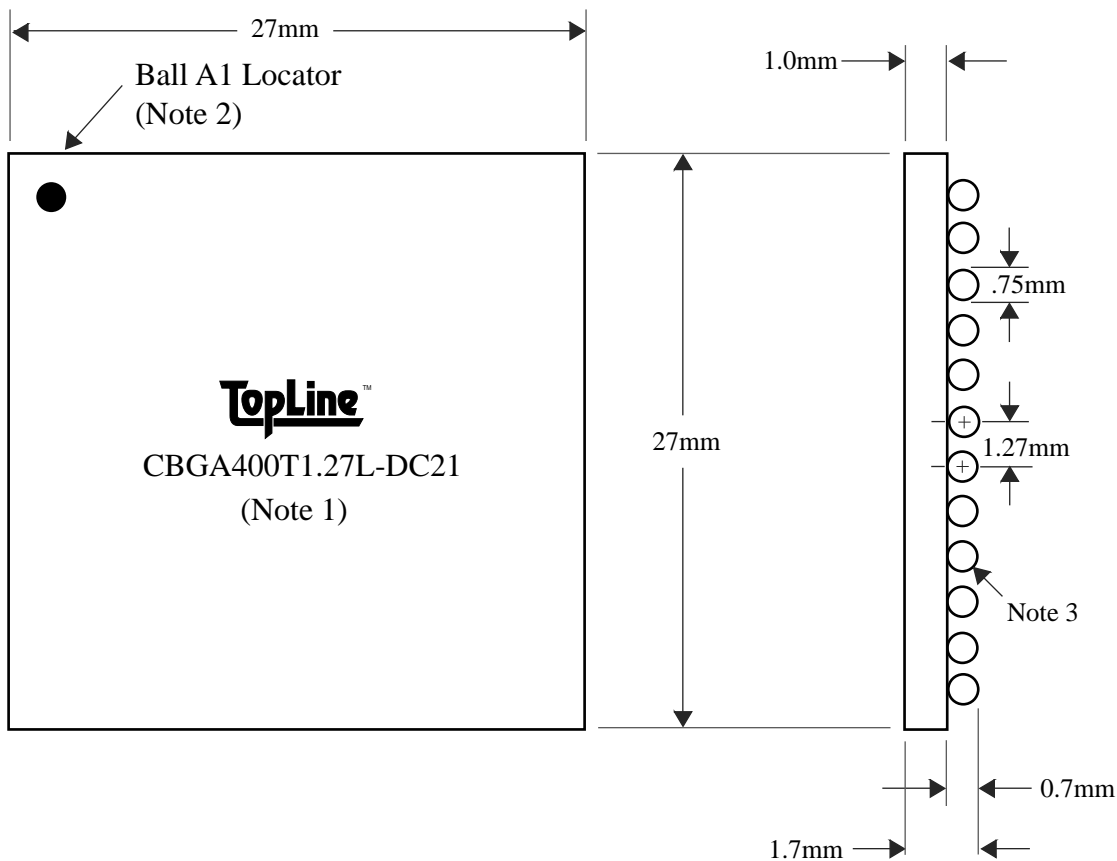 27mm
1.0mm
Ball A1 Locator
(Note 2)
.75mm
TopLine™
CBGA400T1.27L-DC21
(Note 1)
27mm
1.27mm
Note 3
0.7mm
1.7mm